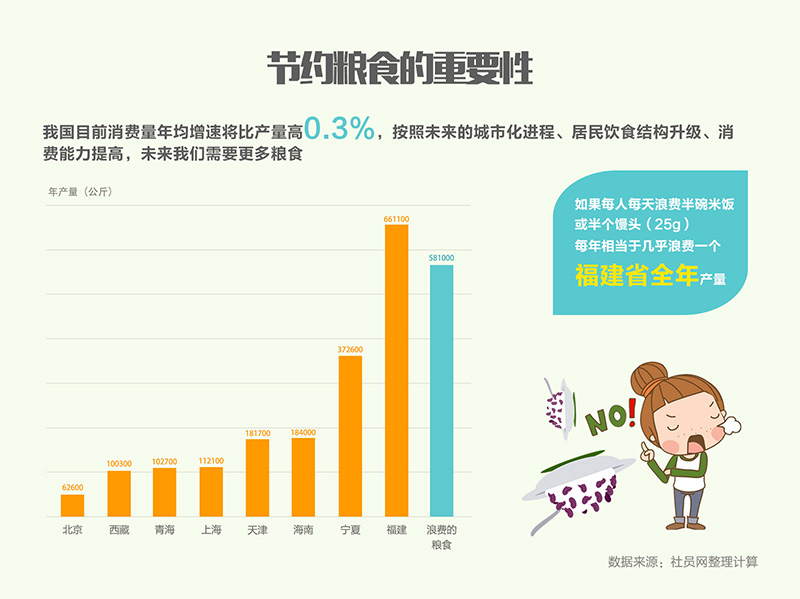 节约粮食的重要性
我国目前消费量年均增速将比产量高0.3%，按照未来的城市化进程、居民饮食结构升级、消
费能力提高，未来我们需要更多粮食
年产量（公斤）
如果每人每天浪费半碗米饭
或半个馒头（25g）
每年相当于几乎浪费一个
福建省全年产量
661100
581000
372600
181700
184000
100300
102700
112100
62600
北京
西藏
青海
上海
天津
海南
宁夏
福建
浪费的
粮食
NO!
数据来源：社员网整理计算